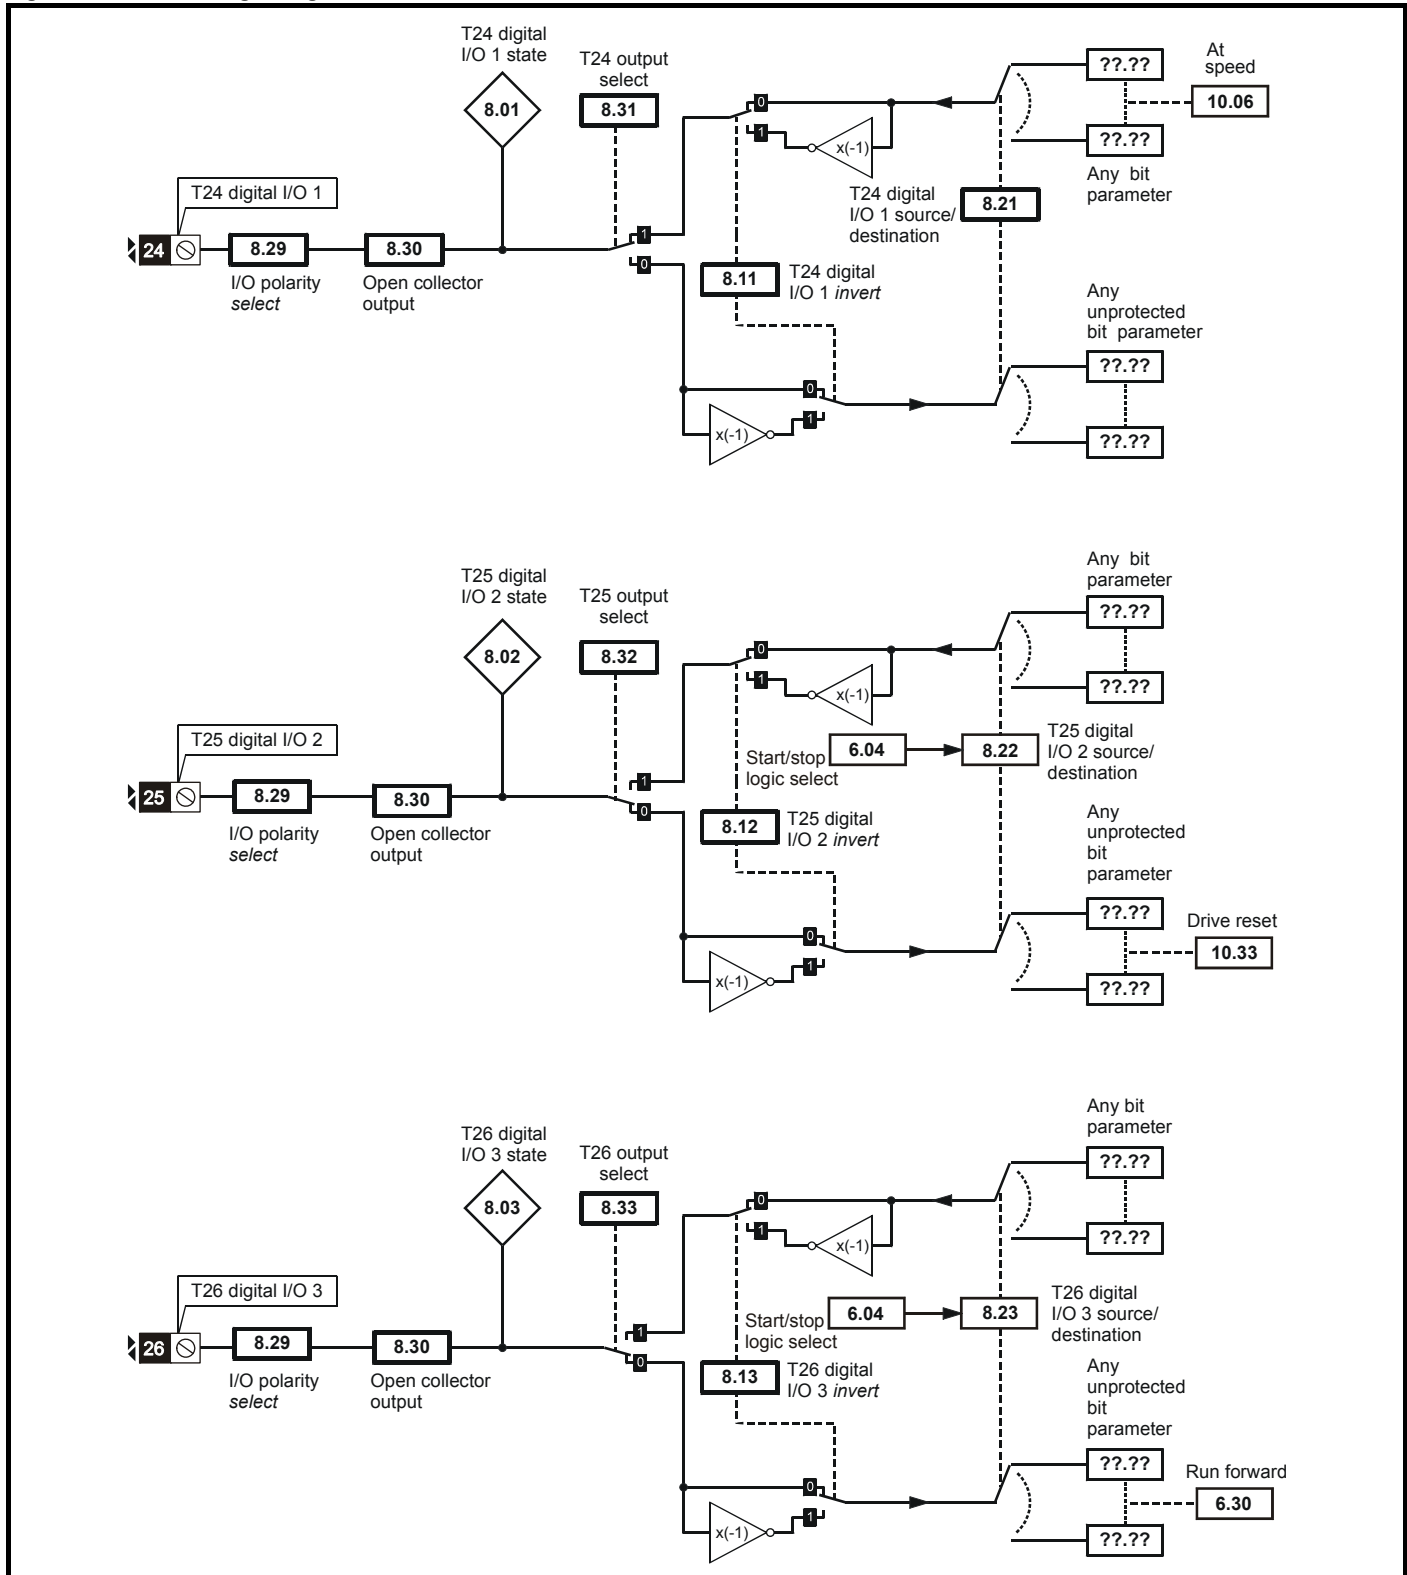 T24 digital
I/O 1 state
T24 output
select
8.01
8.31
0
1
x(-1)
??.??
??.??
At
speed
10.06
Any bit
parameter
T24 digital
I/O 1 source/
destination
8.21
T24 digital I/O 1
24
8.29
8.30
I/O polarity
select
Open collector
output
1
0
8.11
T24 digital
I/O 1 invert
Any
unprotected
bit parameter
??.??
??.??
0
1
x(-1)
T25 digital
I/O 2 state
T25 output
select
8.02
8.32
0
1
x(-1)
Any bit
parameter
??.??
??.??
Start/stop
logic select
6.04
8.22
T25 digital
I/O 2 source/
destination
T25 digital I/O 2
25
8.29
8.30
I/O polarity
select
Open collector
output
1
0
8.12
T25 digital
I/O 2 invert
Any
unprotected
bit
parameter
??.??
??.??
Drive reset
10.33
0
1
x(-1)
T26 digital
I/O 3 state
T26 output
select
8.03
8.33
0
1
x(-1)
Any bit
parameter
??.??
??.??
Start/stop
logic select
6.04
8.23
T26 digital
I/O 3 source/
destination
T26 digital I/O 3
26
8.29
8.30
I/O polarity
select
Open collector
output
1
0
8.13
T26 digital
I/O 3 invert
Any
unprotected
bit
parameter
??.??
??.??
Run forward
6.30
0
1
x(-1)